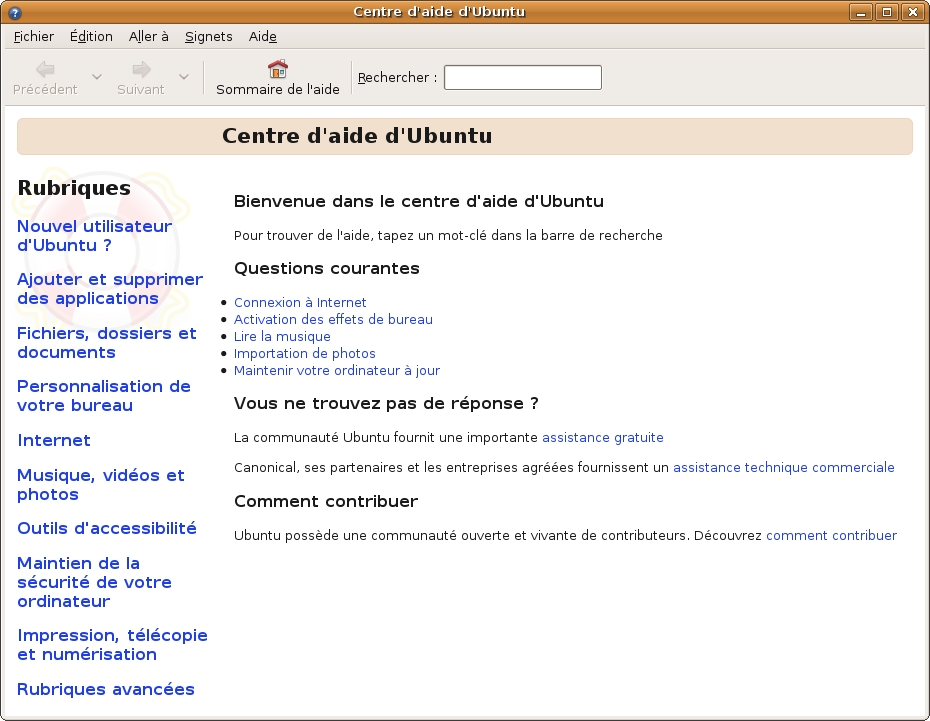 Centre d'aide d'Ubuntu
Fichier Édition Aller à Signets Aide
Précédent Suivant Sommaire de l'aide Rechercher :
Centre d'aide d'Ubuntu
Rubriques
Nouvel utilisateur
d'Ubuntu ?
Ajouter et supprimer
des applications
Fichiers, dossiers et
documents
Personnalisation de
votre bureau
Internet
Musique, vidéos et
photos
Outils d'accessibilité
Maintien de la
sécurité de votre
ordinateur
Impression, télécopie
et numérisation
Rubriques avancées
Bienvenue dans le centre d'aide d'Ubuntu
Pour trouver de l'aide, tapez un mot-clé dans la barre de recherche
Questions courantes
• Connexion à Internet
• Activation des effets de bureau
• Lire la musique
• Importation de photos
• Maintenir votre ordinateur à jour
Vous ne trouvez pas de réponse ?
La communauté Ubuntu fournit une importante assistance gratuite
Canonical, ses partenaires et les entreprises agréées fournissent un assistance technique commerciale
Comment contribuer
Ubuntu possède une communauté ouverte et vivante de contributeurs. Découvrez comment contribuer